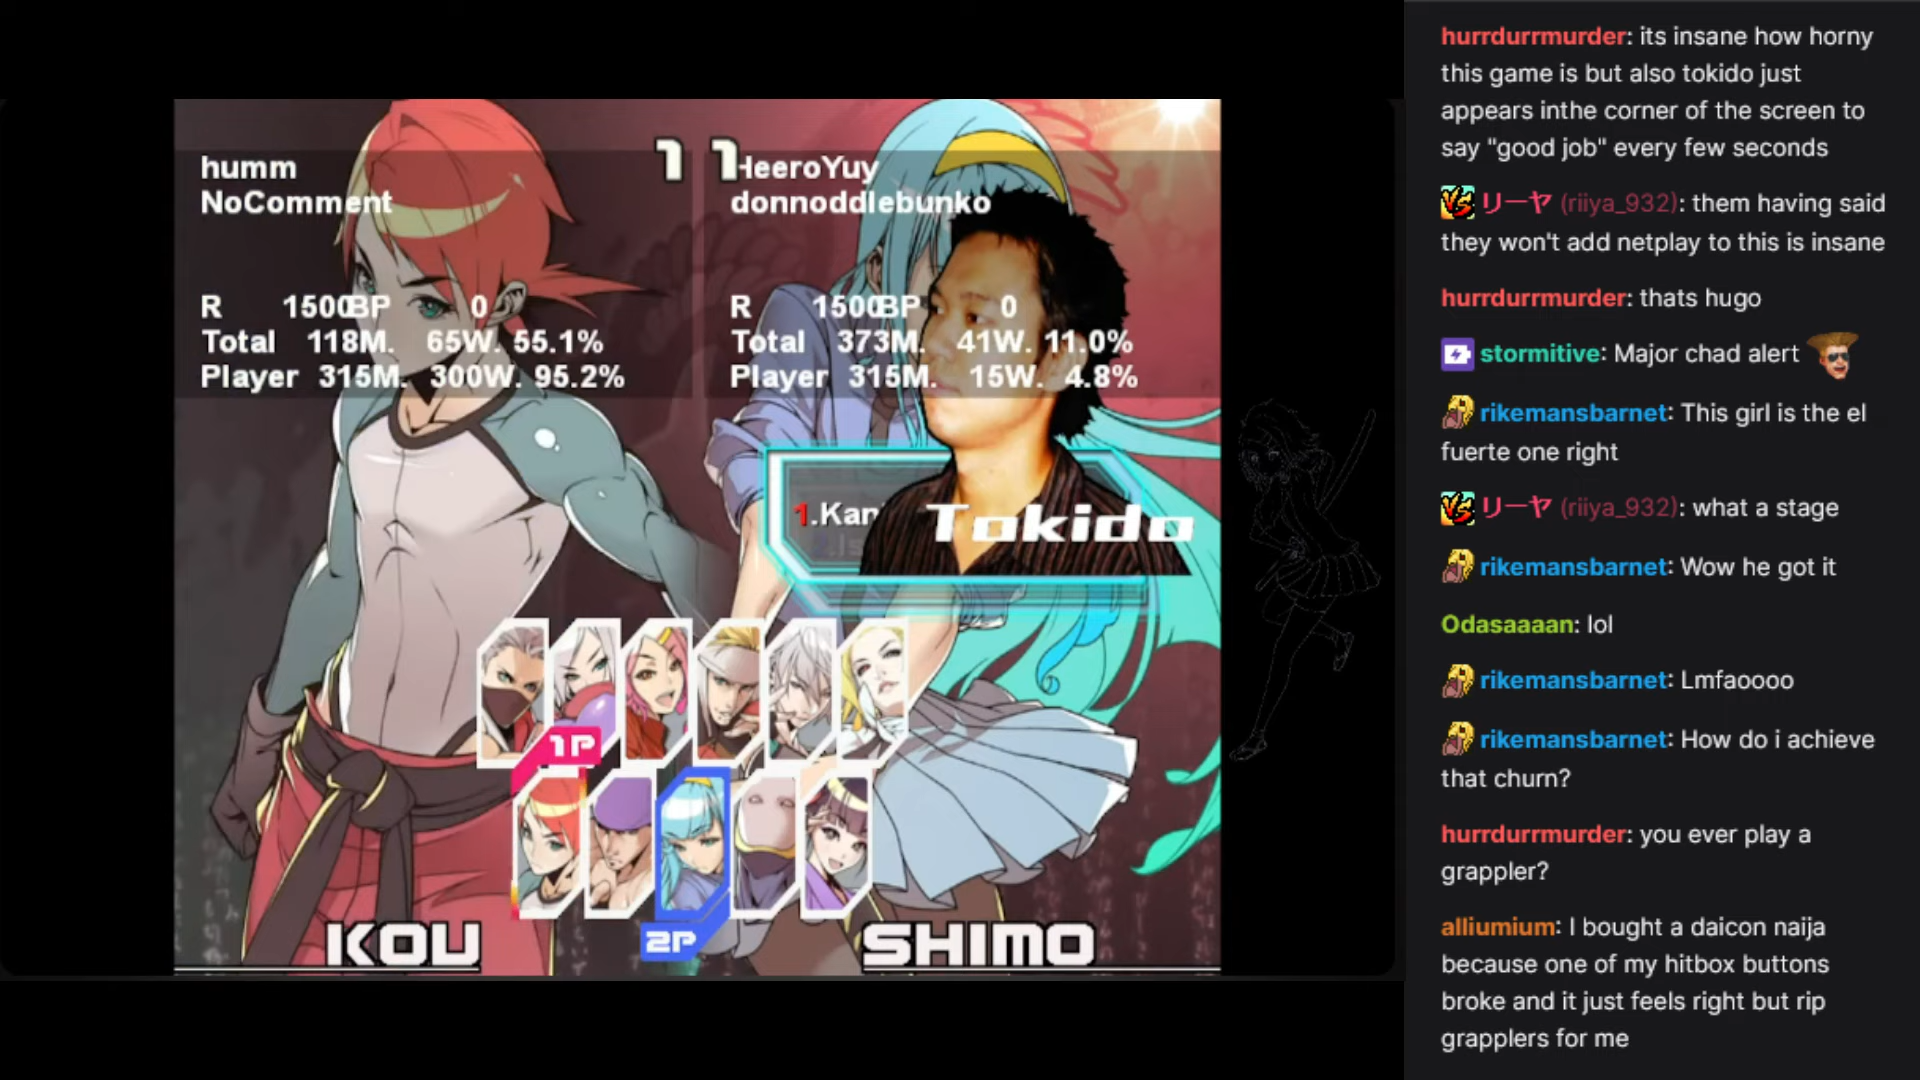 humm
NoComment
1 1
HeeroYuy
donnoddlebunko
R 1500BP 0
Total 118M. 65W. 55.1%
Player 315M. 300W. 95.2%
R 1500BP 0
Total 373M. 41W. 11.0%
Player 315M. 15W. 4.8%
1.Kan
Tokido
1P
2P
KOU
SHIMO
hurrdurrmurder: its insane how horny
this game is but also tokido just
appears inthe corner of the screen to
say "good job" every few seconds
リーヤ (riiya_932): them having said
they won't add netplay to this is insane
hurrdurrmurder: thats hugo
stormitive: Major chad alert
rikemansbarnet: This girl is the el
fuerte one right
リーヤ (riiya_932): what a stage
rikemansbarnet: Wow he got it
Odasaaaan: lol
rikemansbarnet: Lmfaoooo
rikemansbarnet: How do i achieve
that churn?
hurrdurrmurder: you ever play a
grappler?
alliumium: I bought a daicon naija
because one of my hitbox buttons
broke and it just feels right but rip
grapplers for me